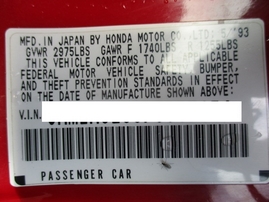 MFD. IN JAPAN BY HONDA MOTOR CO., LTD. 5/93
GVWR 2975LBS GAWR F 1740LBS R 1255LBS
THIS VEHICLE CONFORMS TO ALL APPLICABLE
FEDERAL MOTOR VEHICLE SAFETY, BUMPER,
AND THEFT PREVENTION STANDARDS IN EFFECT
ON THE DATE OF MANUFACTURE SHOWN ABOVE.
V.I.N.
PASSENGER CAR